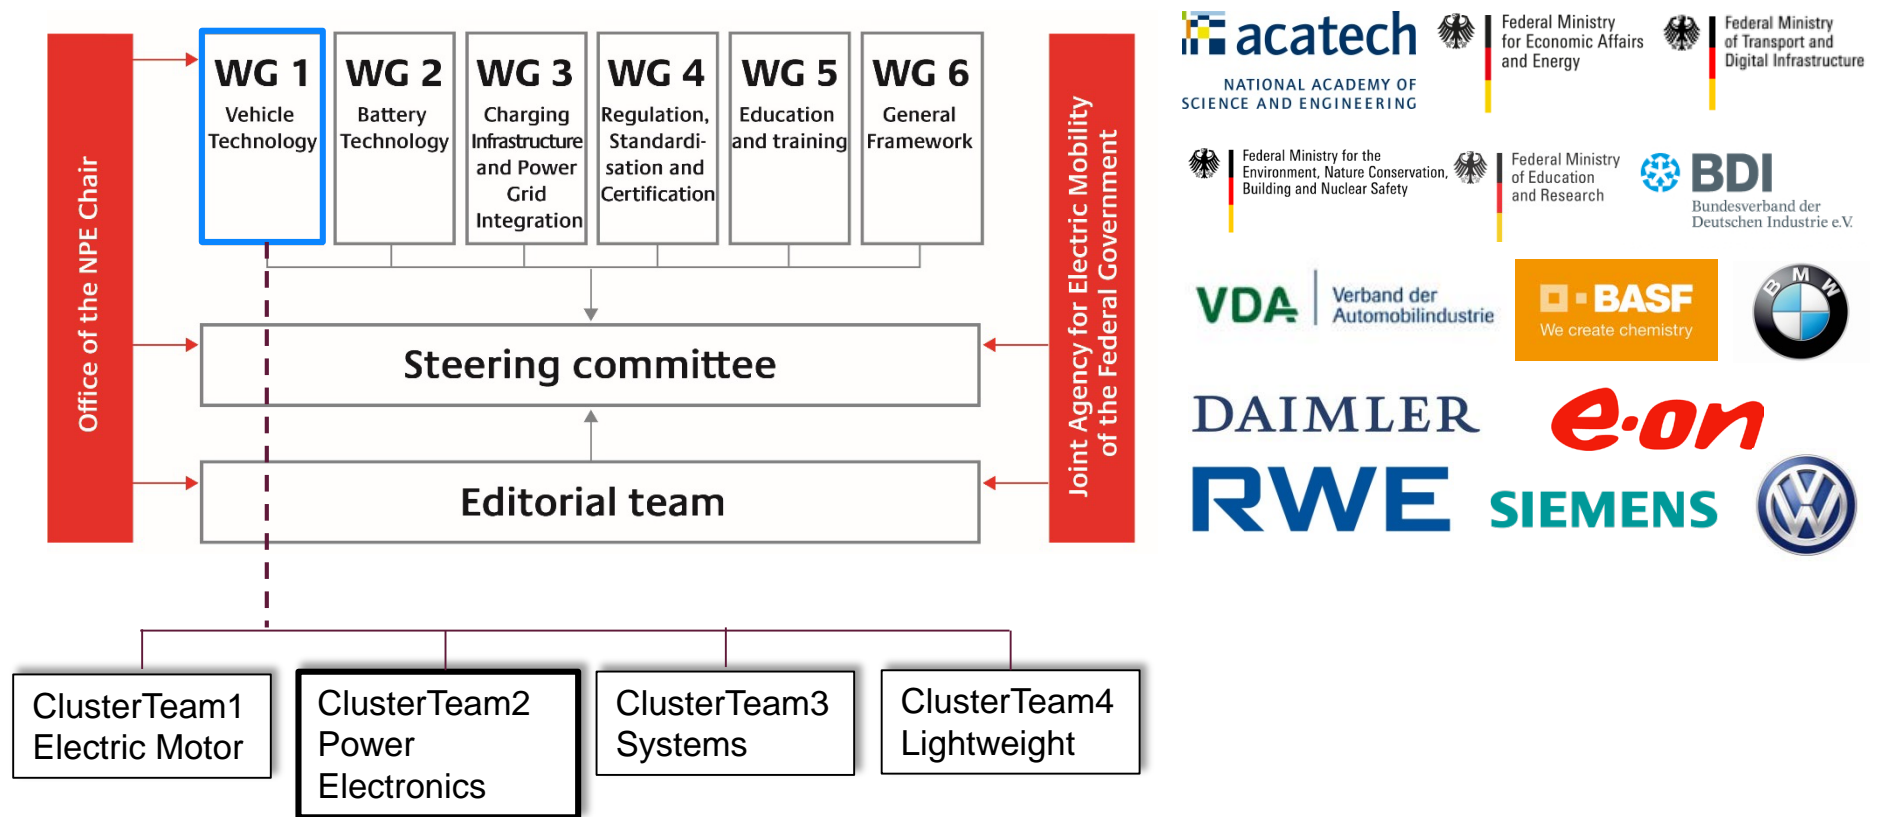 Office of the NPE Chair
WG 1
Vehicle
Technology
WG 2
Battery
Technology
WG 3
Charging
Infrastructure
and Power
Grid
Integration
WG 4
Regulation,
Standardi-
sation and
Certification
WG 5
Education
and training
WG 6
General
Framework
Steering committee
Editorial team
Joint Agency for Electric Mobility
of the Federal Government
ClusterTeam1
Electric Motor
ClusterTeam2
Power
Electronics
ClusterTeam3
Systems
ClusterTeam4
Lightweight
acatech
NATIONAL ACADEMY OF
SCIENCE AND ENGINEERING
Federal Ministry
for Economic Affairs
and Energy
Federal Ministry
of Transport and
Digital Infrastructure
Federal Ministry for the
Environment, Nature Conservation,
Building and Nuclear Safety
Federal Ministry
of Education
and Research
BDI
Bundesverband der
Deutschen Industrie e.V.
VDA
Verband der
Automobilindustrie
BASF
We create chemistry
BMW
DAIMLER
e·on
RWE
SIEMENS
VW